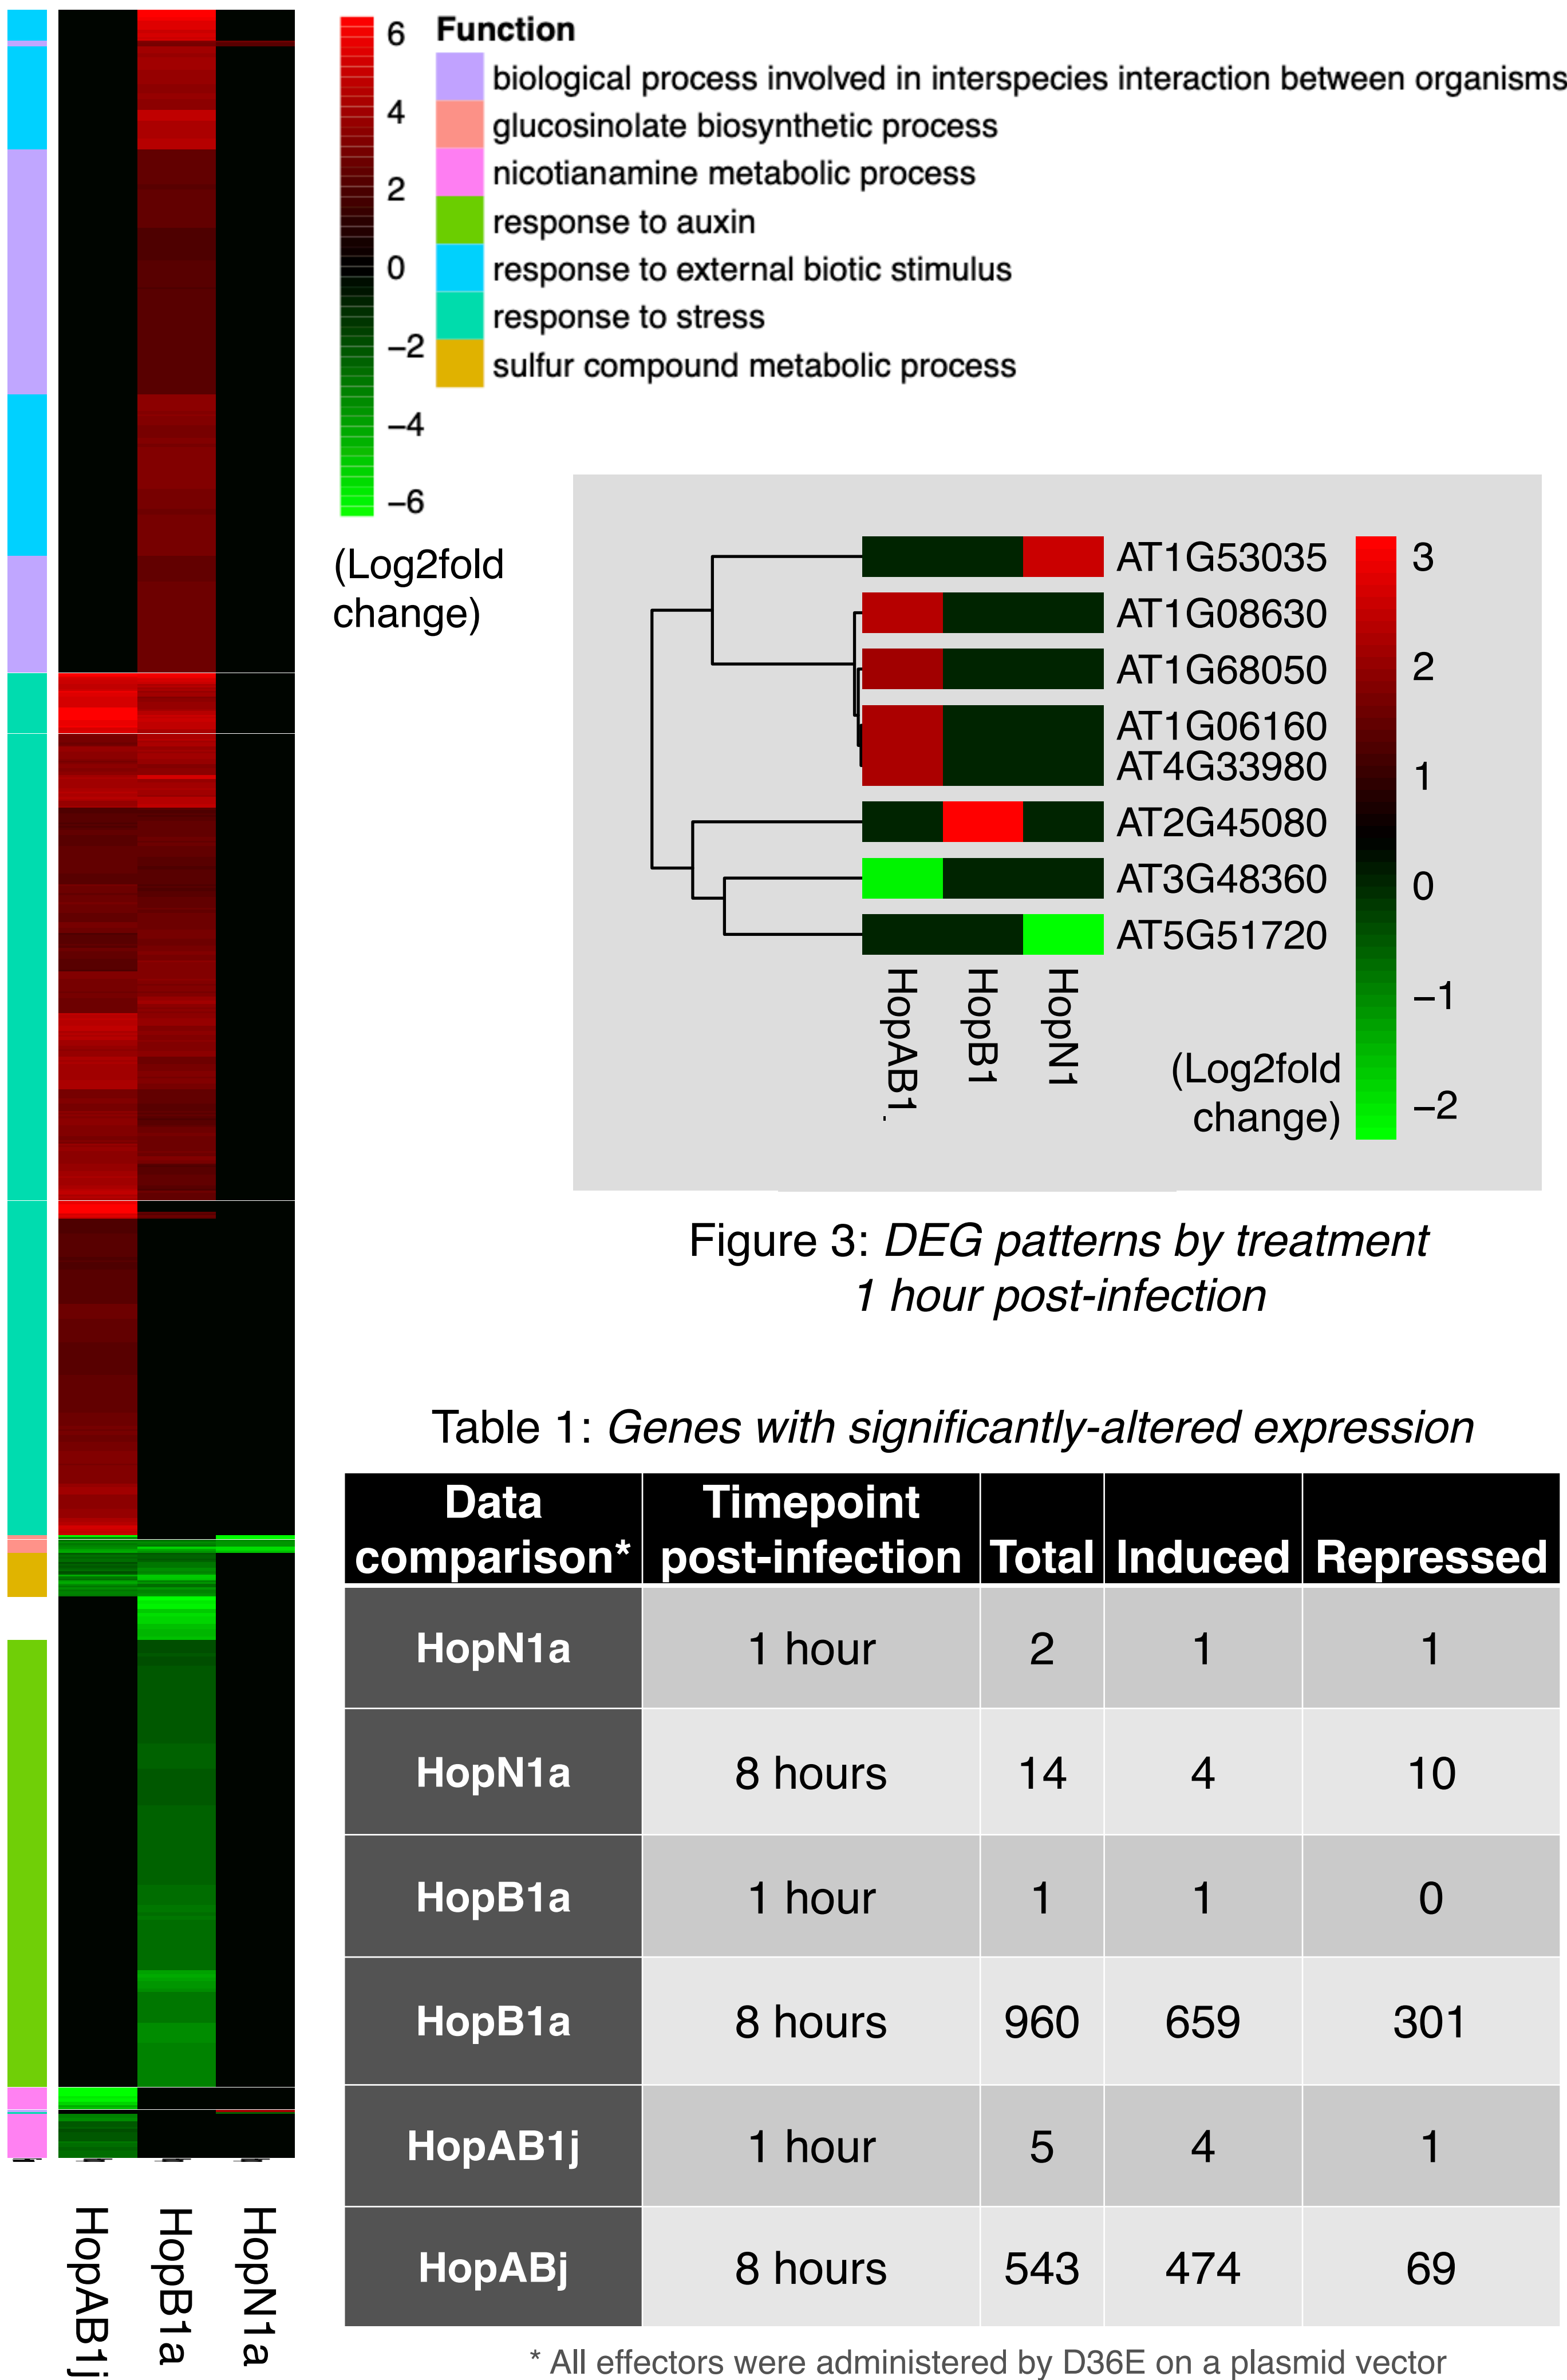 6
4
2
0
−2
−4
−6
(Log2fold
change)
Function
biological process involved in interspecies interaction between organisms
glucosinolate biosynthetic process
nicotianamine metabolic process
response to auxin
response to external biotic stimulus
response to stress
sulfur compound metabolic process
AT1G53035
AT1G08630
AT1G68050
AT1G06160
AT4G33980
AT2G45080
AT3G48360
AT5G51720
HopAB1
HopB1
HopN1
3
2
1
0
−1
−2
(Log2fold
change)
Figure 3: DEG patterns by treatment
1 hour post-infection
Table 1: Genes with significantly-altered expression
Data comparison* Timepoint post-infection Total Induced Repressed
HopN1a 1 hour 2 1 1
HopN1a 8 hours 14 4 10
HopB1a 1 hour 1 1 0
HopB1a 8 hours 960 659 301
HopAB1j 1 hour 5 4 1
HopABj 8 hours 543 474 69
* All effectors were administered by D36E on a plasmid vector
HopAB1j
HopB1a
HopN1a